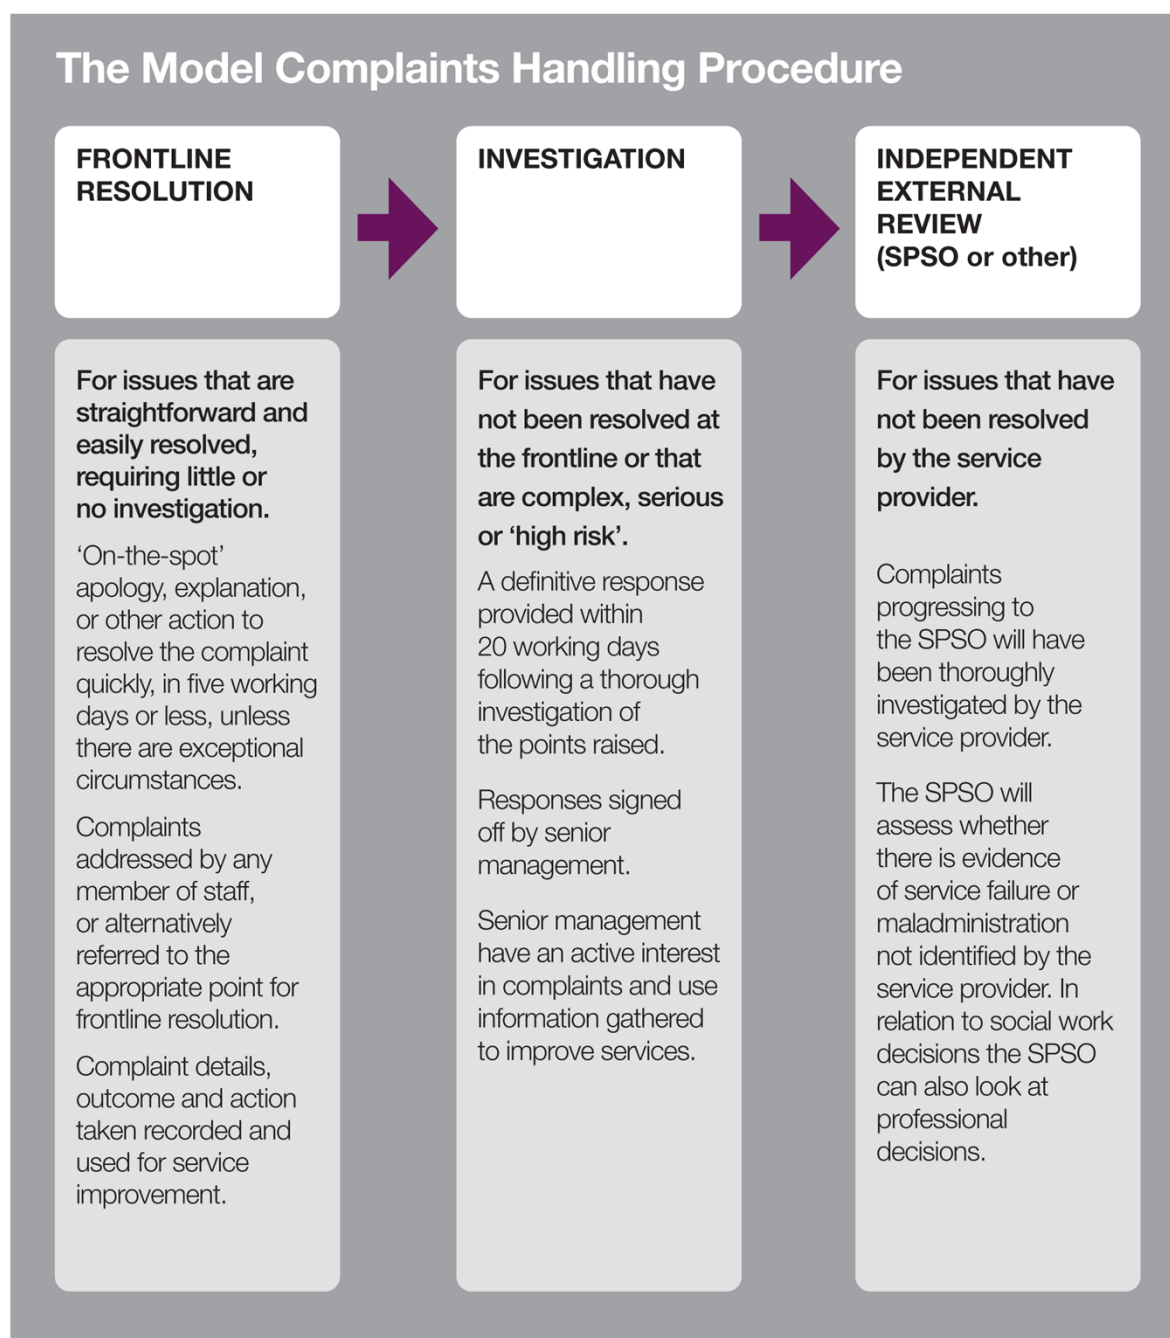 The Model Complaints Handling Procedure
FRONTLINE
RESOLUTION
INVESTIGATION
INDEPENDENT
EXTERNAL
REVIEW
(SPSO or other)
For issues that are
straightforward and
easily resolved,
requiring little or
no investigation.
‘On-the-spot’
apology, explanation,
or other action to
resolve the complaint
quickly, in five working
days or less, unless
there are exceptional
circumstances.
Complaints
addressed by any
member of staff,
or alternatively
referred to the
appropriate point for
frontline resolution.
Complaint details,
outcome and action
taken recorded and
used for service
improvement.
For issues that have
not been resolved at
the frontline or that
are complex, serious
or ‘high risk’.
A definitive response
provided within
20 working days
following a thorough
investigation of
the points raised.
Responses signed
off by senior
management.
Senior management
have an active interest
in complaints and use
information gathered
to improve services.
For issues that have
not been resolved
by the service
provider.
Complaints
progressing to
the SPSO will have
been thoroughly
investigated by the
service provider.
The SPSO will
assess whether
there is evidence
of service failure or
maladministration
not identified by the
service provider. In
relation to social work
decisions the SPSO
can also look at
professional
decisions.